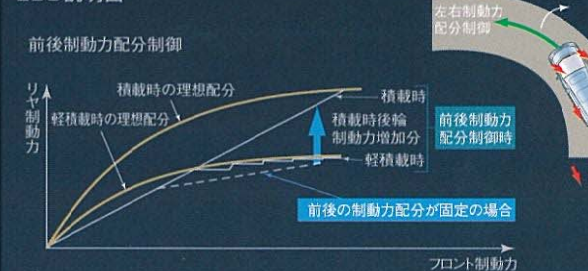 左右制動力
配分制御
前後制動力配分制御
リヤ制動力
積載時の理想配分
軽積載時の理想配分
積載時
積載時後輪
制動力増加分
軽積載時
前後制動力
配分制御時
前後の制動力配分が固定の場合
フロント制動力